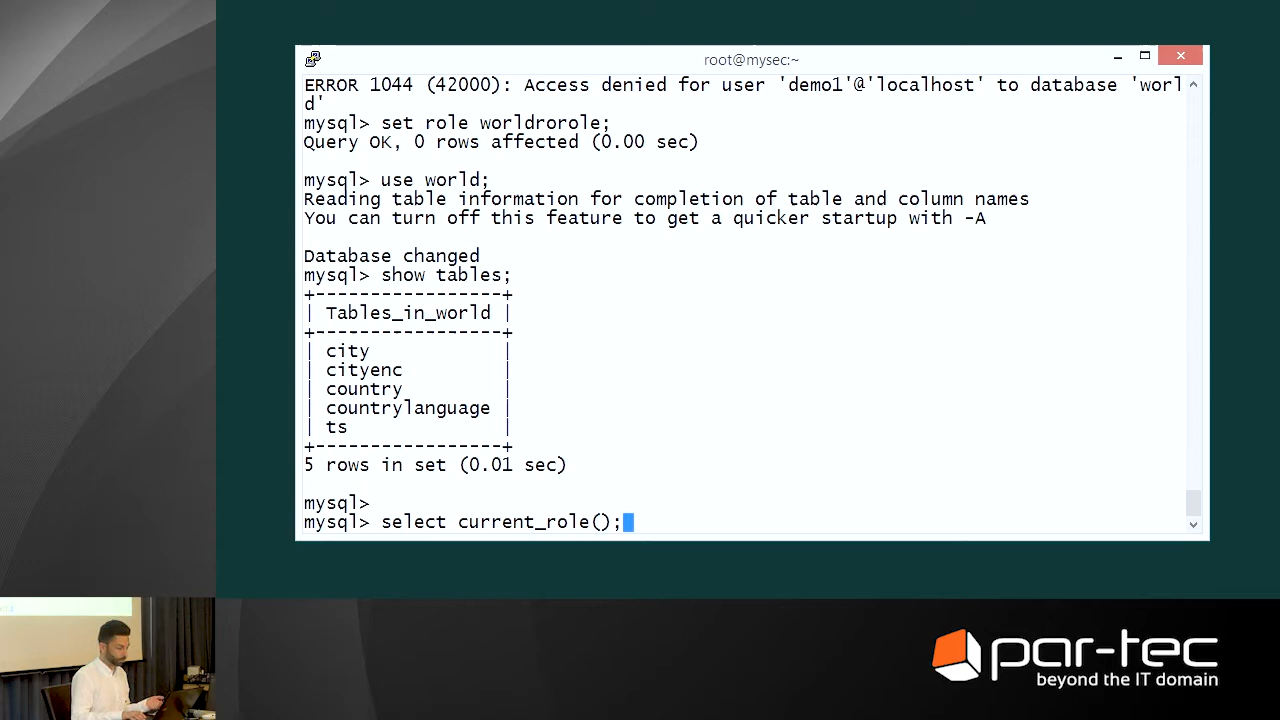 root@mysec:~
ERROR 1044 (42000): Access denied for user 'demo1'@'localhost' to database 'worl
d'
mysql> set role worldrorole;
Query OK, 0 rows affected (0.00 sec)
mysql> use world;
Reading table information for completion of table and column names
You can turn off this feature to get a quicker startup with -A
Database changed
mysql> show tables;
+-----------------+
| Tables_in_world |
+-----------------+
| city            |
| cityenc         |
| country         |
| countrylanguage |
| ts              |
+-----------------+
5 rows in set (0.01 sec)
mysql>
mysql> select current_role();
par-tec
beyond the IT domain